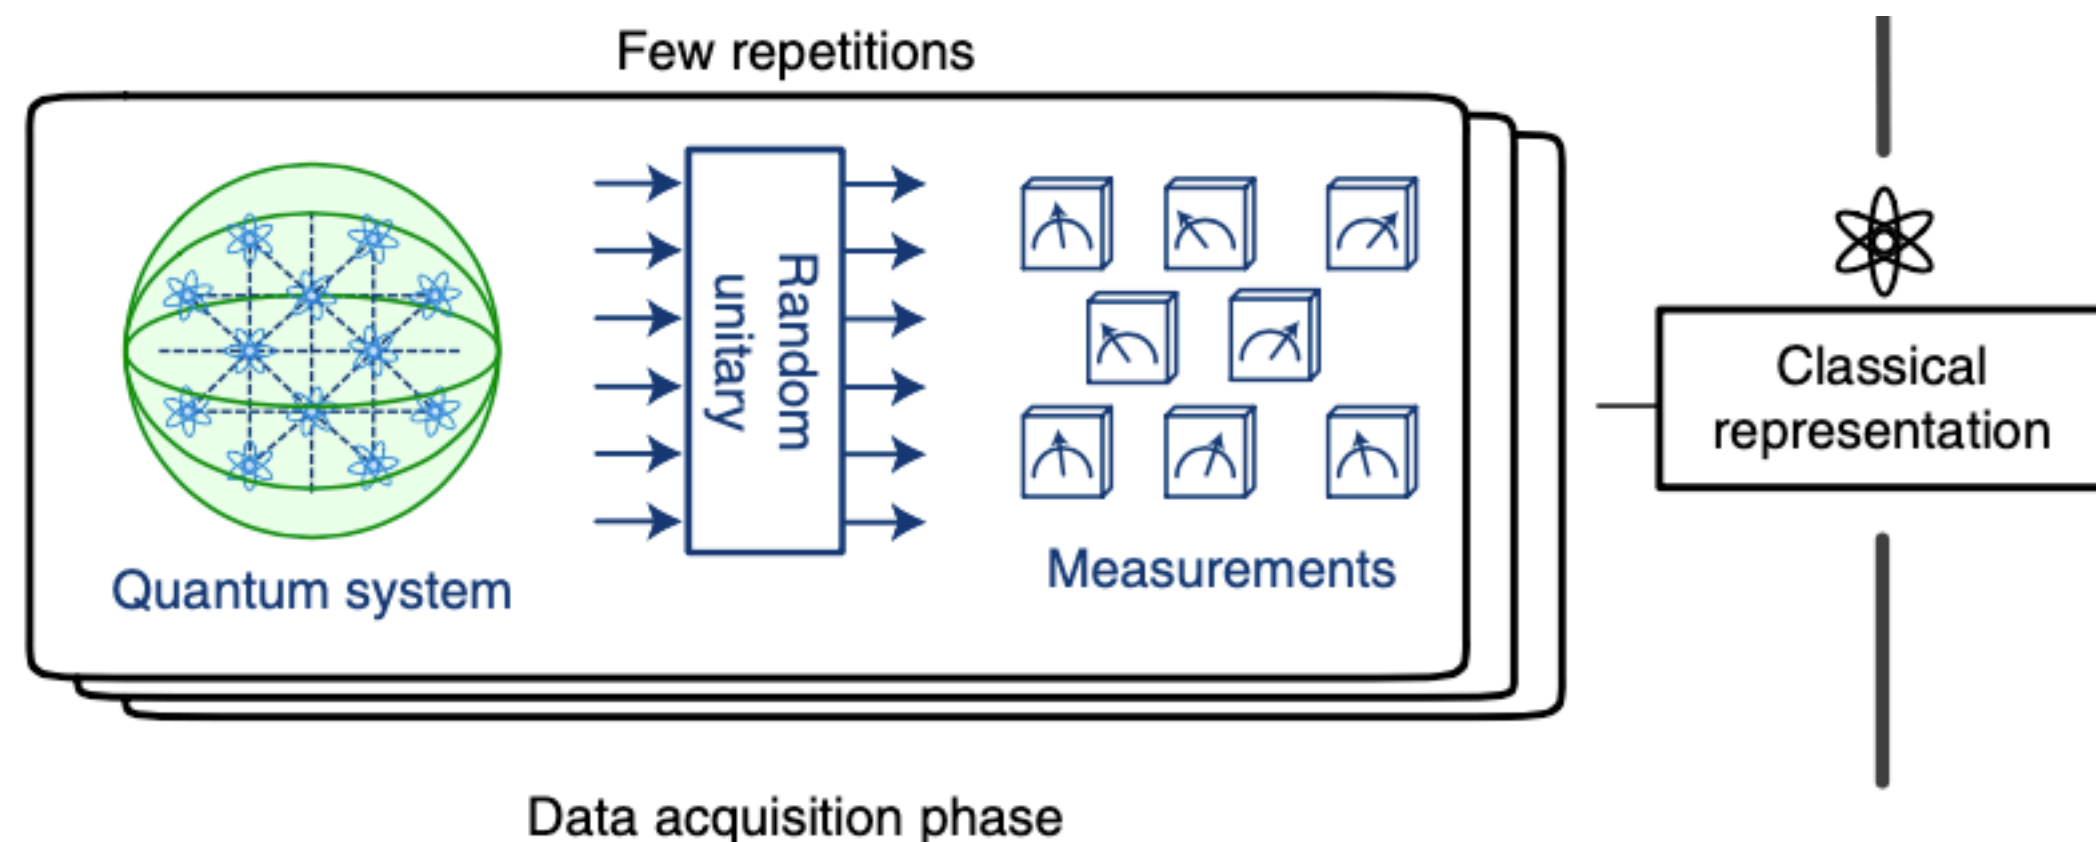 Few repetitions
Random
unitary
Quantum system
Measurements
Classical
representation
Data acquisition phase